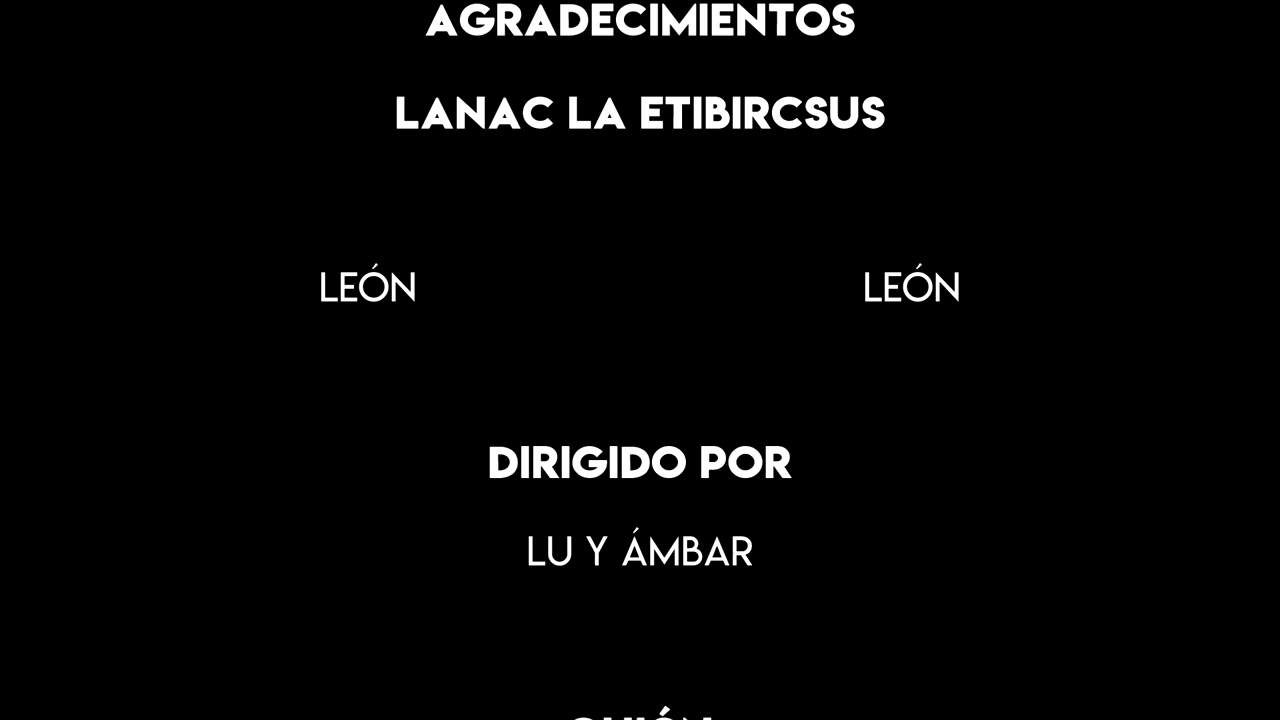 AGRADECIMIENTOS
LANAC LA ETIBIRCSUS
LEÓN LEÓN
DIRIGIDO POR
LU Y ÁMBAR